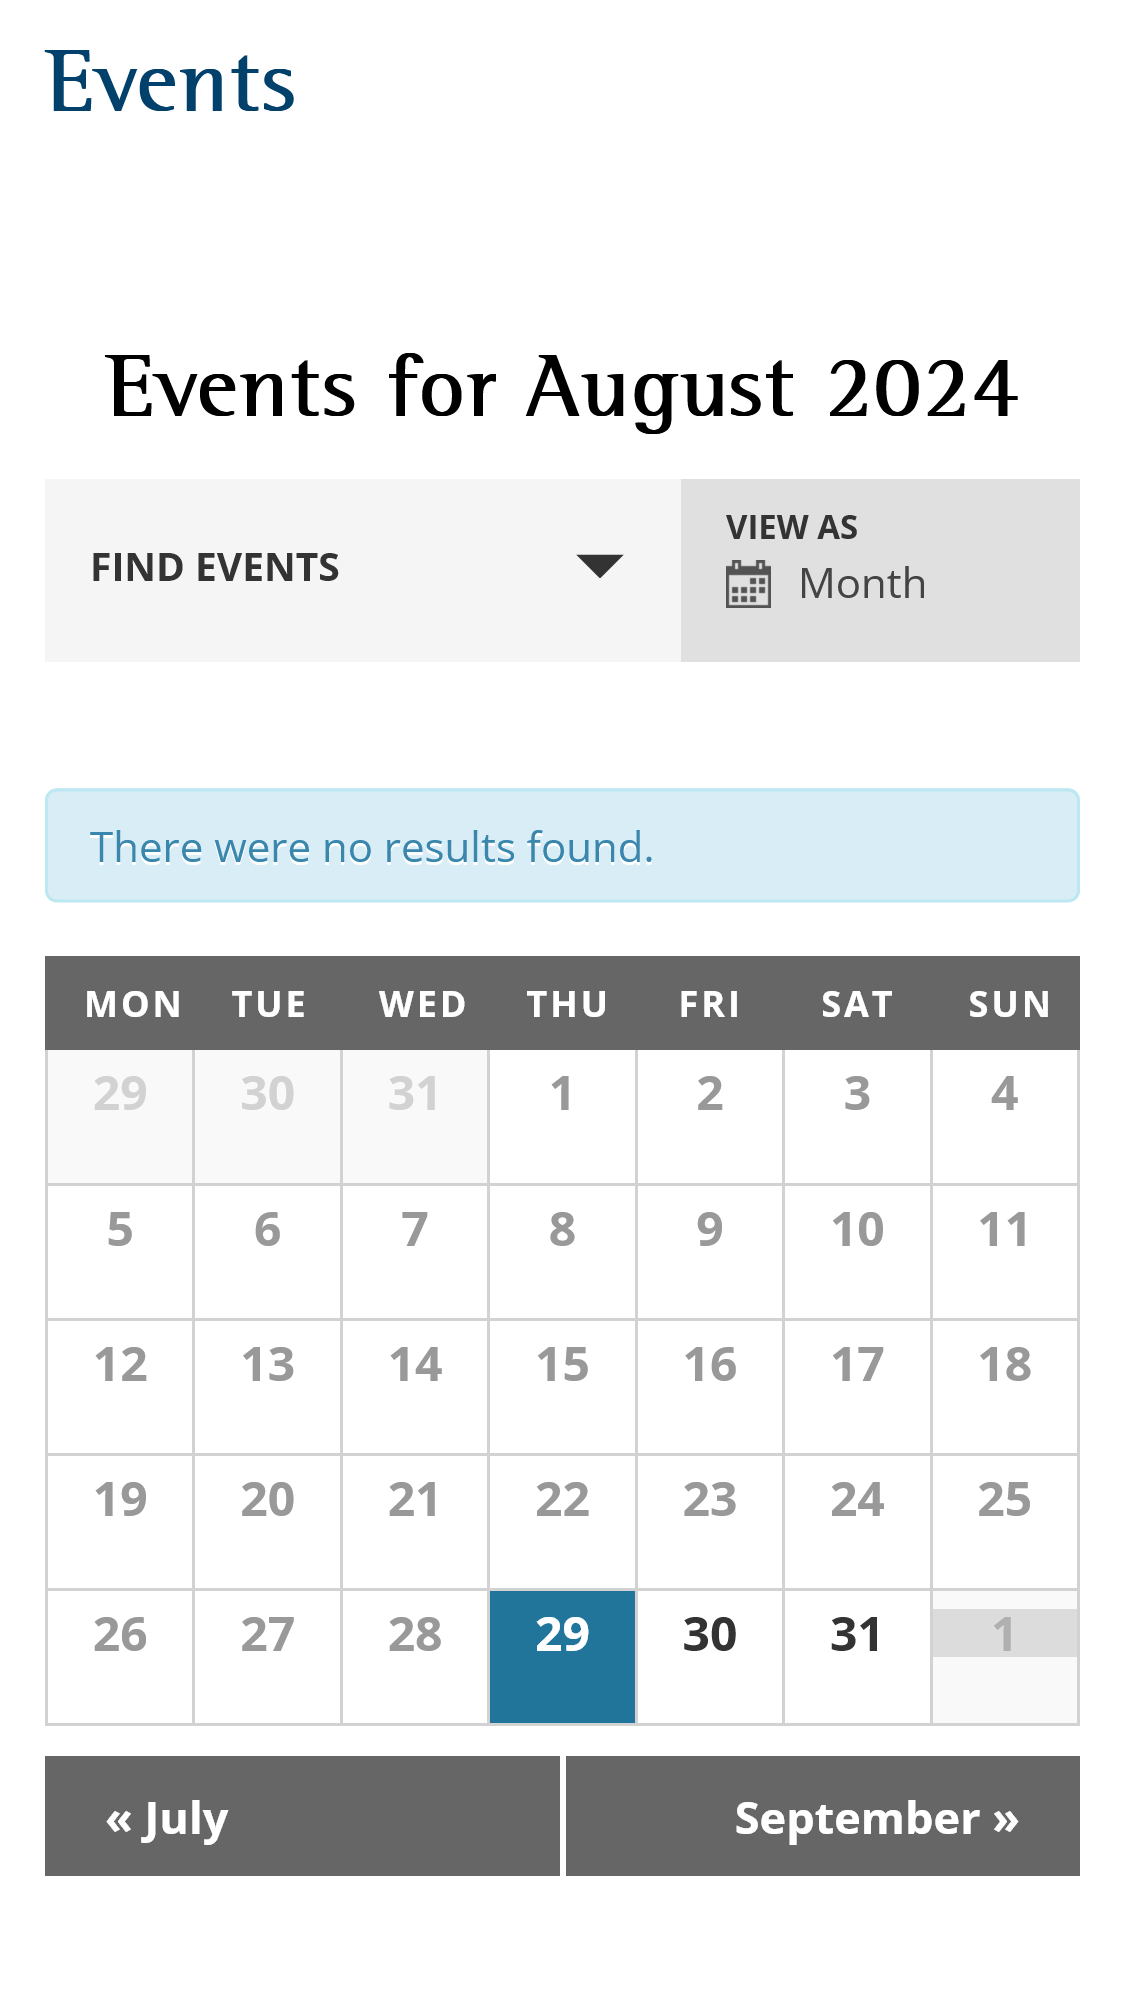 Events
Events for August 2024
FIND EVENTS
VIEW AS
Month
There were no results found.
MON TUE WED THU FRI SAT SUN
29 30 31 1 2 3 4
5 6 7 8 9 10 11
12 13 14 15 16 17 18
19 20 21 22 23 24 25
26 27 28 29 30 31 1
« July September »